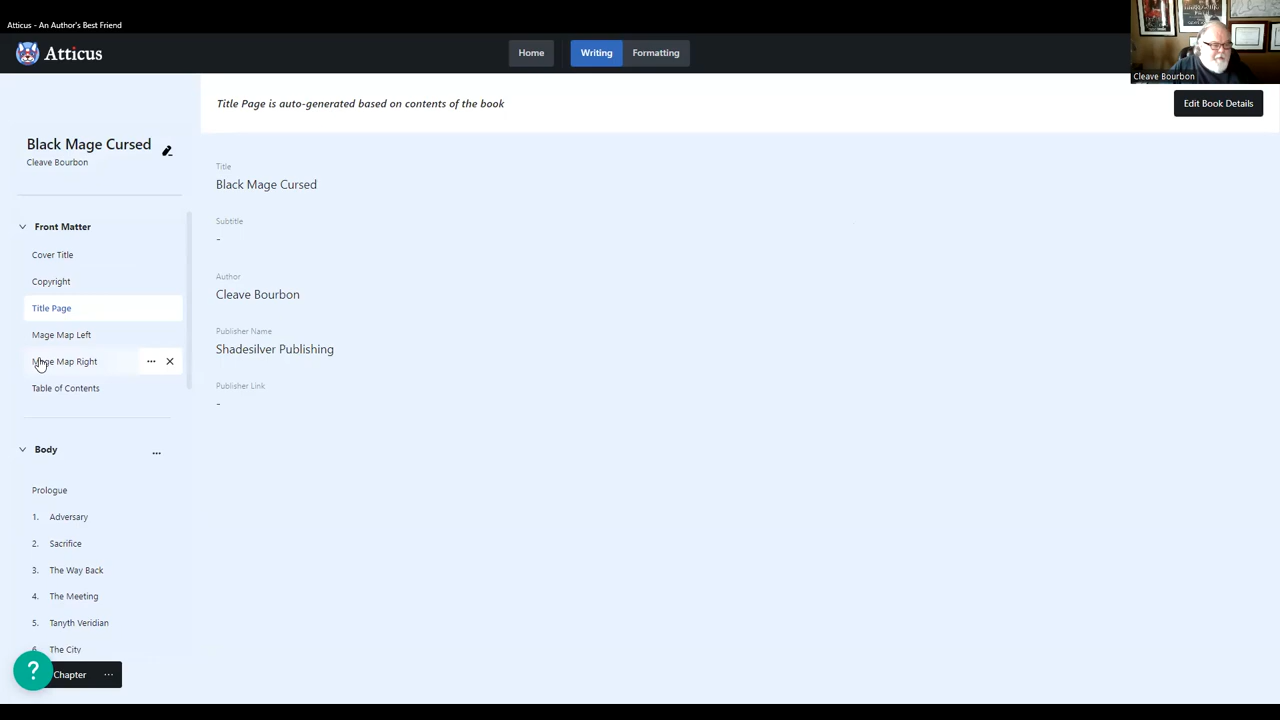 Atticus - An Author's Best Friend
Atticus
Home
Writing
Formatting
Cleave Bourbon
Title Page is auto-generated based on contents of the book
Edit Book Details
Black Mage Cursed
Cleave Bourbon
Front Matter
Cover Title
Copyright
Title Page
Mage Map Left
Mage Map Right
Table of Contents
Body
Prologue
1. Adversary
2. Sacrifice
3. The Way Back
4. The Meeting
5. Tanyth Veridian
6. The City
? Chapter
Title
Black Mage Cursed
Subtitle
-
Author
Cleave Bourbon
Publisher Name
Shadesilver Publishing
Publisher Link
-